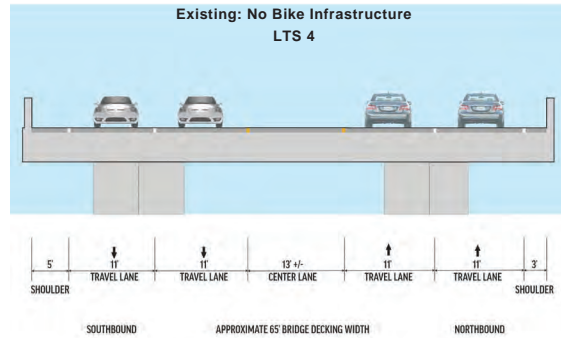 Existing: No Bike Infrastructure
LTS 4
5' 11' 11' 13' +/- 11' 11' 3'
SHOULDER TRAVEL LANE TRAVEL LANE CENTER LANE TRAVEL LANE TRAVEL LANE SHOULDER
SOUTHBOUND APPROXIMATE 65' BRIDGE DECKING WIDTH NORTHBOUND